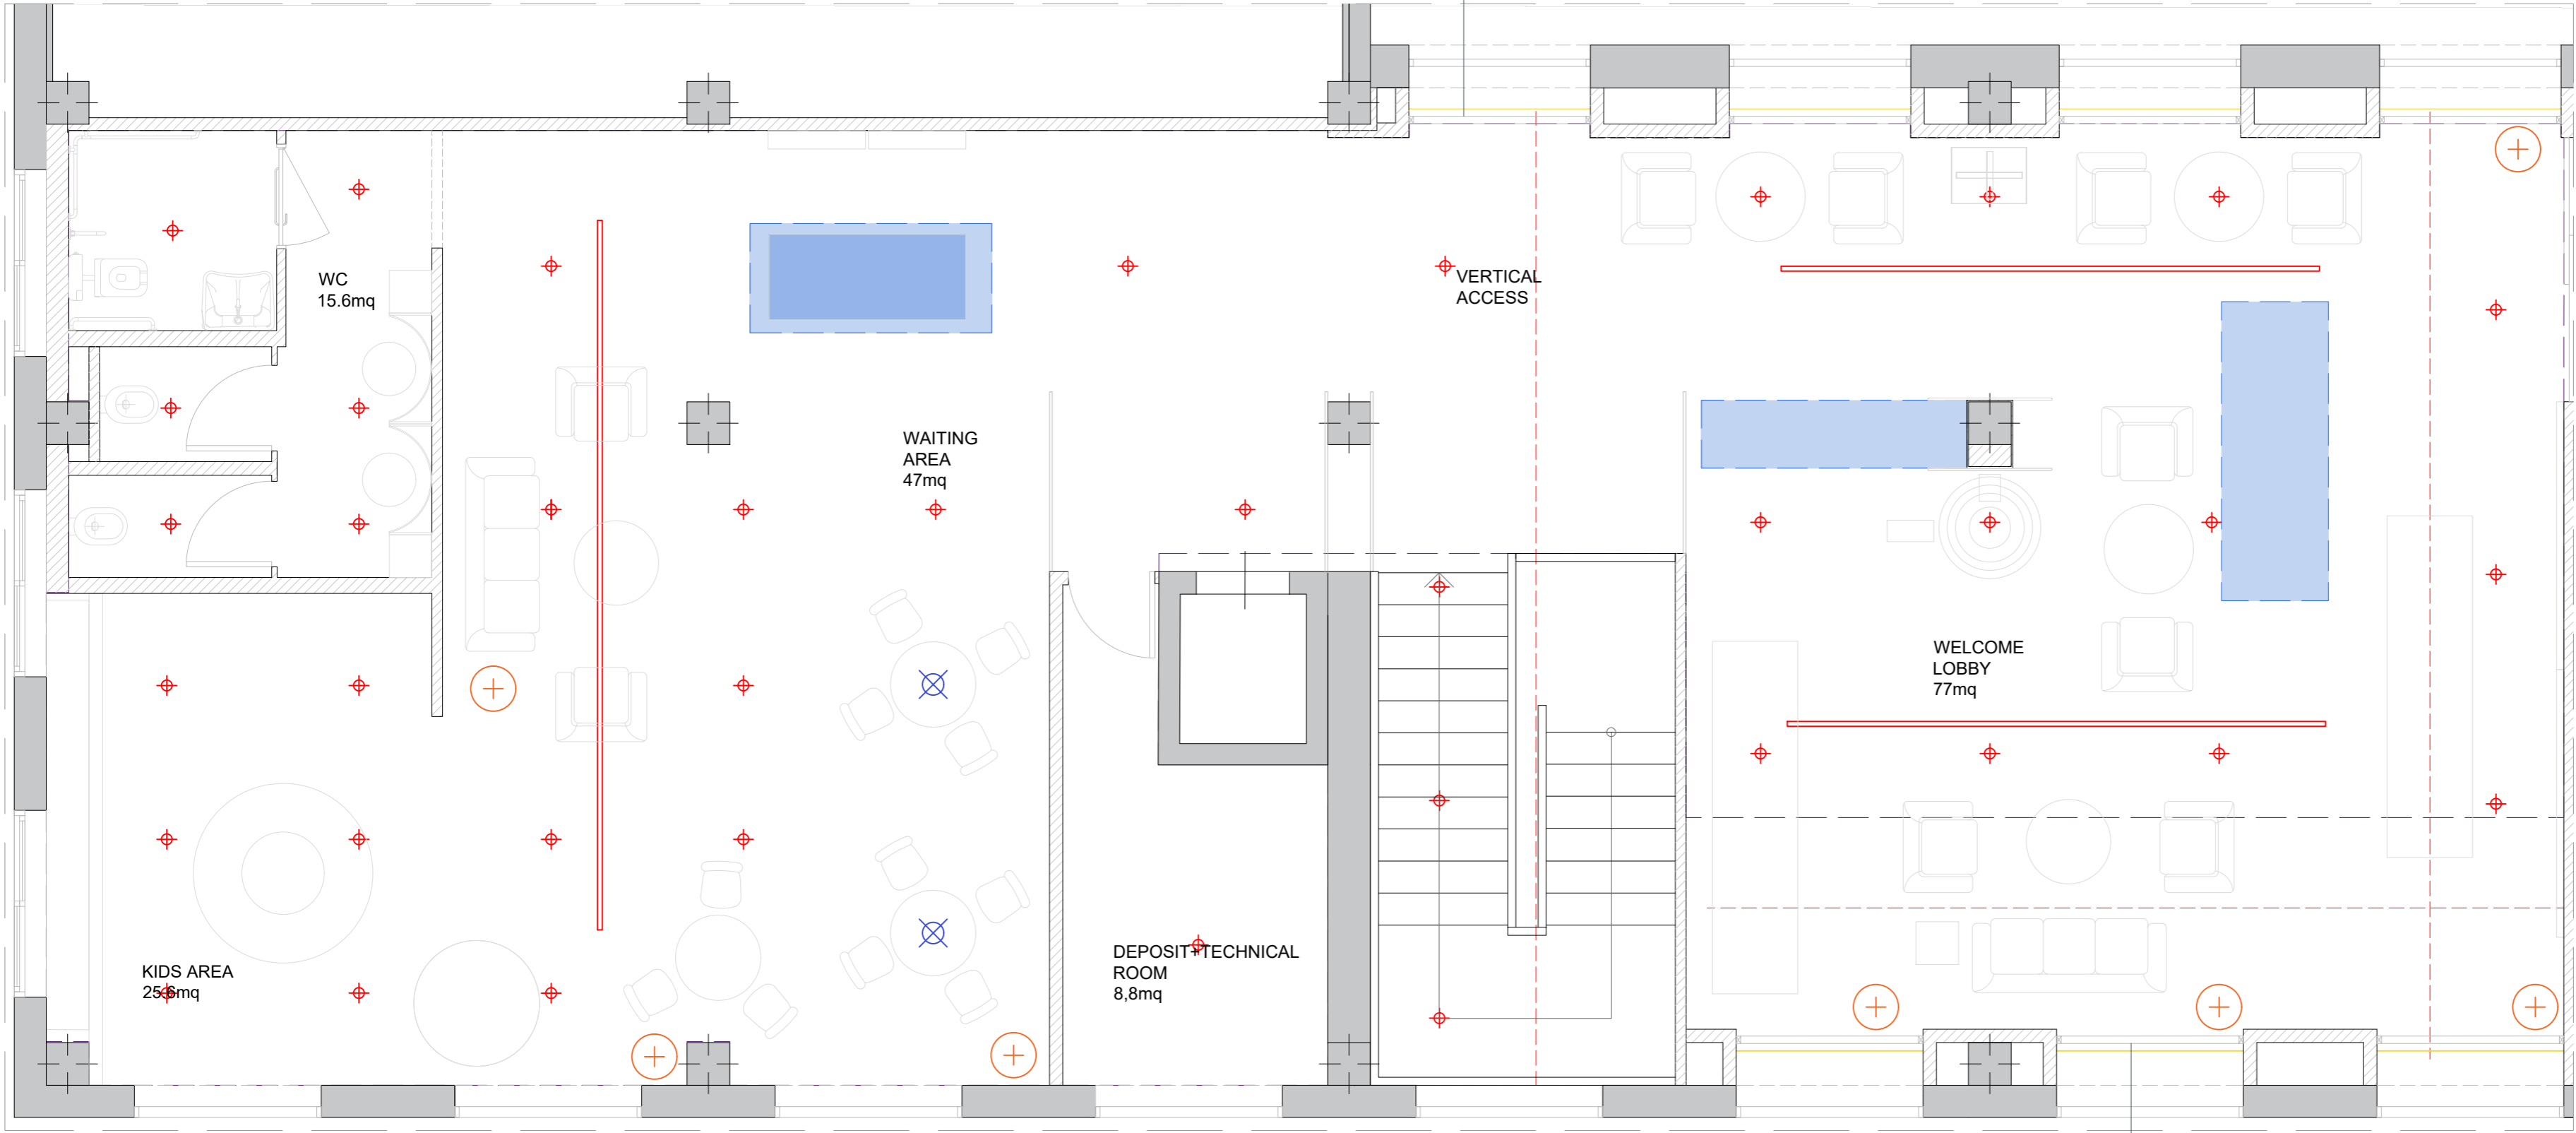 WC
15.6mq
VERTICAL
ACCESS
WAITING
AREA
47mq
WELCOME
LOBBY
77mq
KIDS AREA
25.6mq
DEPOSIT+TECHNICAL
ROOM
8,8mq